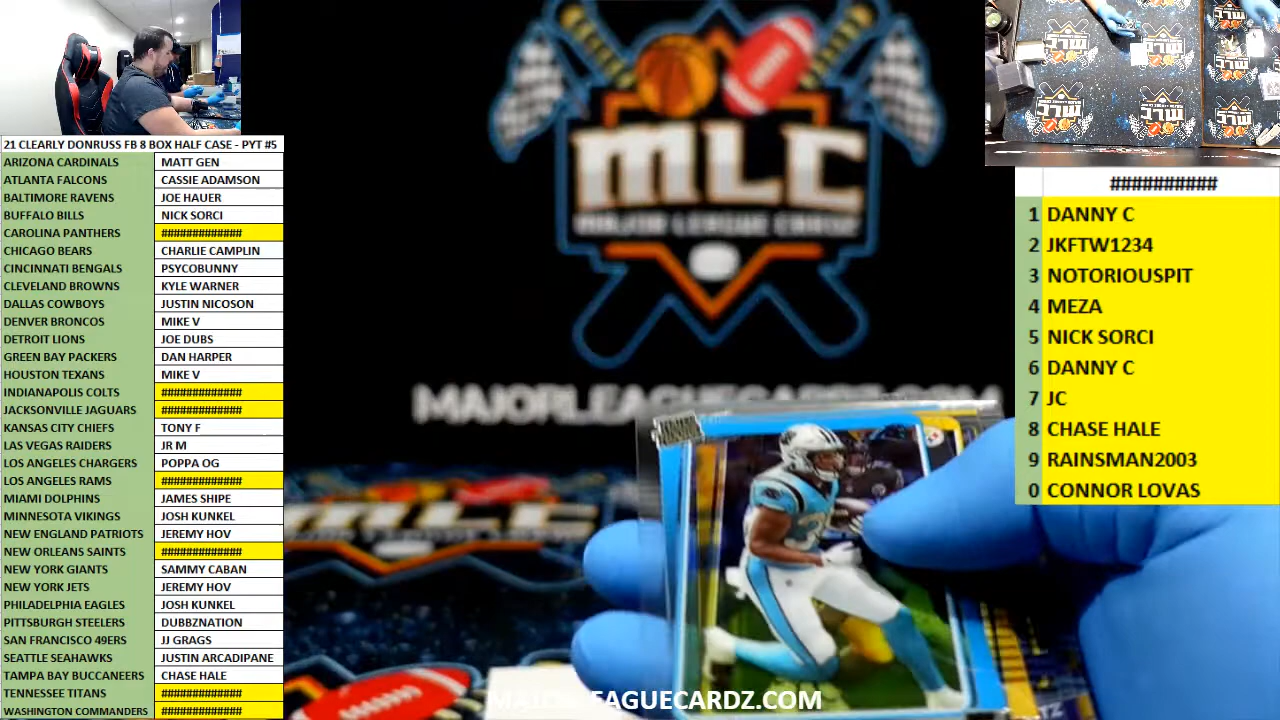 21 CLEARLY DONRUSS FB 8 BOX HALF CASE - PYT #5
ARIZONA CARDINALS MATT GEN
ATLANTA FALCONS CASSIE ADAMSON
BALTIMORE RAVENS JOE HAUER
BUFFALO BILLS NICK SORCI
CAROLINA PANTHERS #############
CHICAGO BEARS CHARLIE CAMPLIN
CINCINNATI BENGALS PSYCOBUNNY
CLEVELAND BROWNS KYLE WARNER
DALLAS COWBOYS JUSTIN NICOSON
DENVER BRONCOS MIKE V
DETROIT LIONS JOE DUBS
GREEN BAY PACKERS DAN HARPER
HOUSTON TEXANS MIKE V
INDIANAPOLIS COLTS #############
JACKSONVILLE JAGUARS #############
KANSAS CITY CHIEFS TONY F
LAS VEGAS RAIDERS JR M
LOS ANGELES CHARGERS POPPA OG
LOS ANGELES RAMS #############
MIAMI DOLPHINS JAMES SHIPE
MINNESOTA VIKINGS JOSH KUNKEL
NEW ENGLAND PATRIOTS JEREMY HOV
NEW ORLEANS SAINTS #############
NEW YORK GIANTS SAMMY CABAN
NEW YORK JETS JEREMY HOV
PHILADELPHIA EAGLES JOSH KUNKEL
PITTSBURGH STEELERS DUBBZNATION
SAN FRANCISCO 49ERS JJ GRAGS
SEATTLE SEAHAWKS JUSTIN ARCADIPANE
TAMPA BAY BUCCANEERS CHASE HALE
TENNESSEE TITANS #############
WASHINGTON COMMANDERS #############
MLC
MAJOR LEAGUE CARDZ
MAJORLEAGUECARDZ.COM
MLC
MAJORLEAGUECARDZ.COM
##########
1 DANNY C
2 JKFTW1234
3 NOTORIOUSPIT
4 MEZA
5 NICK SORCI
6 DANNY C
7 JC
8 CHASE HALE
9 RAINSMAN2003
0 CONNOR LOVAS